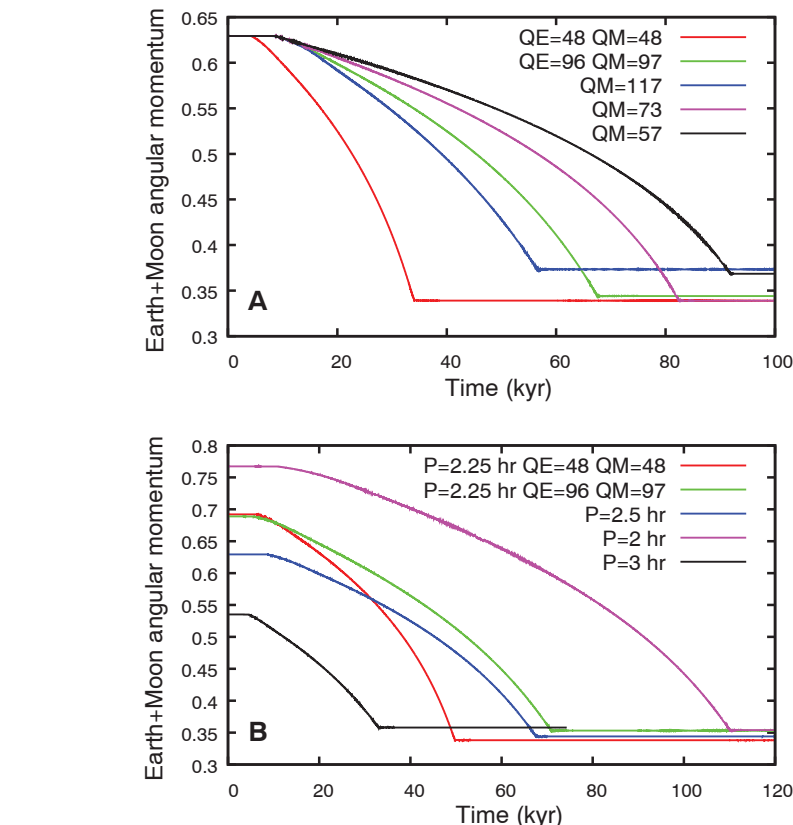 Earth+Moon angular momentum
0.65
0.6
0.55
0.5
0.45
0.4
0.35
0.3
QE=48 QM=48
QE=96 QM=97
QM=117
QM=73
QM=57
A
0 20 40 60 80 100
Time (kyr)
Earth+Moon angular momentum
0.8
0.75
0.7
0.65
0.6
0.55
0.5
0.45
0.4
0.35
0.3
P=2.25 hr QE=48 QM=48
P=2.25 hr QE=96 QM=97
P=2.5 hr
P=2 hr
P=3 hr
B
0 20 40 60 80 100 120
Time (kyr)